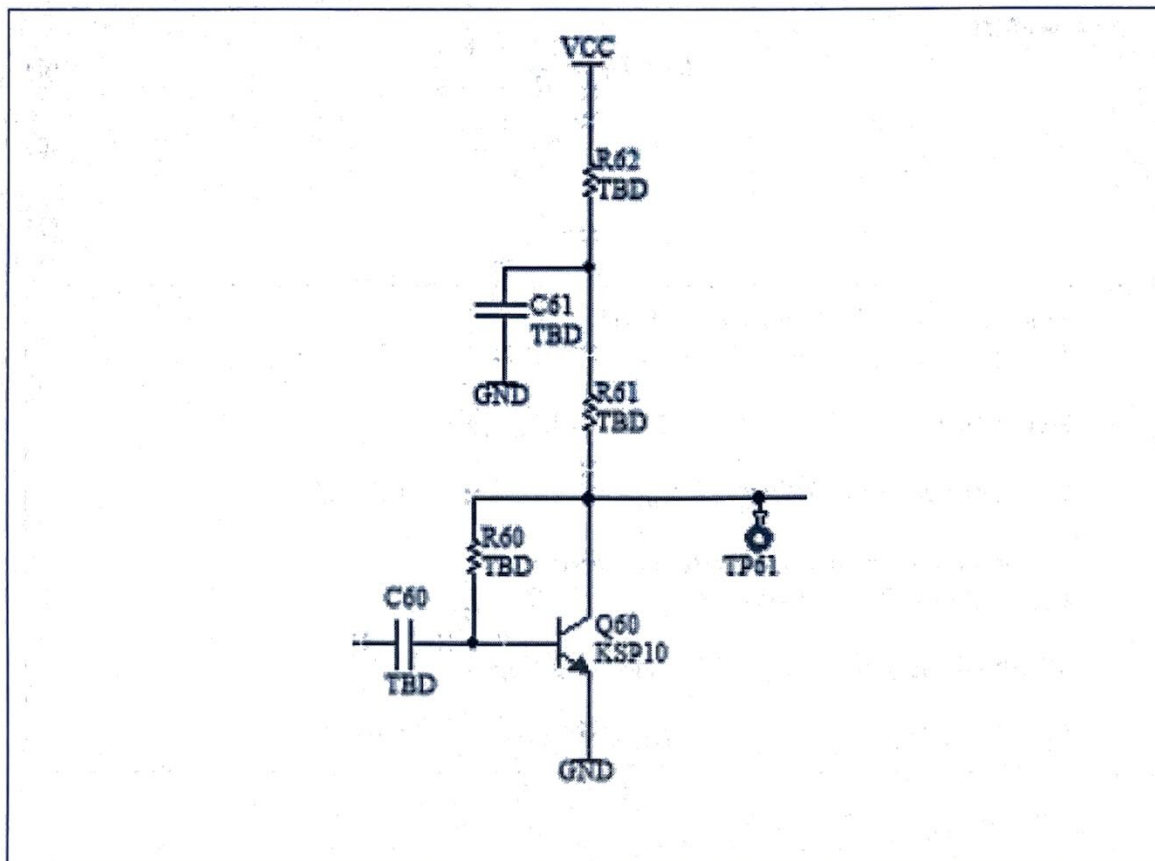 VCC
R62
TBD
C61
TBD
GND
R61
TBD
R60
TBD
TP61
C60
TBD
Q60
KSP10
GND